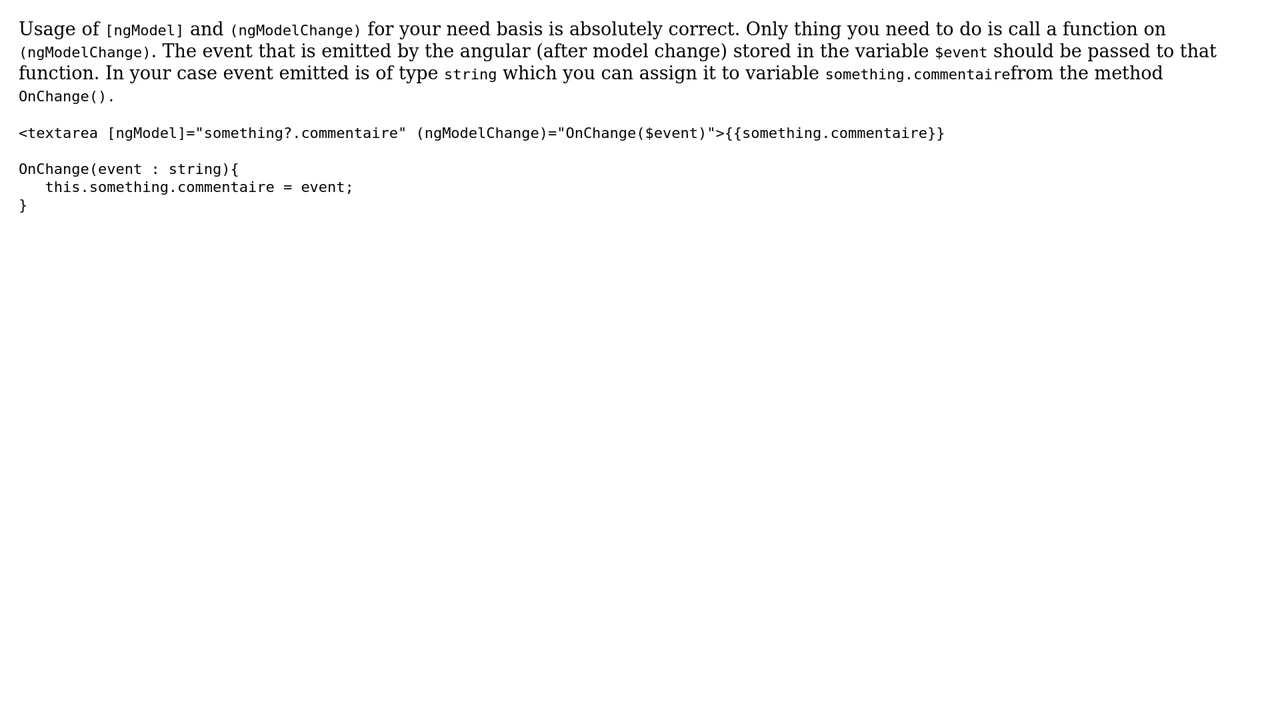 Usage of [ngModel] and (ngModelChange) for your need basis is absolutely correct. Only thing you need to do is call a function on
(ngModelChange). The event that is emitted by the angular (after model change) stored in the variable $event should be passed to that
function. In your case event emitted is of type string which you can assign it to variable something.commentairefrom the method
OnChange().
<textarea [ngModel]="something?.commentaire" (ngModelChange)="OnChange($event)">{{something.commentaire}}
OnChange(event : string){
   this.something.commentaire = event;
}